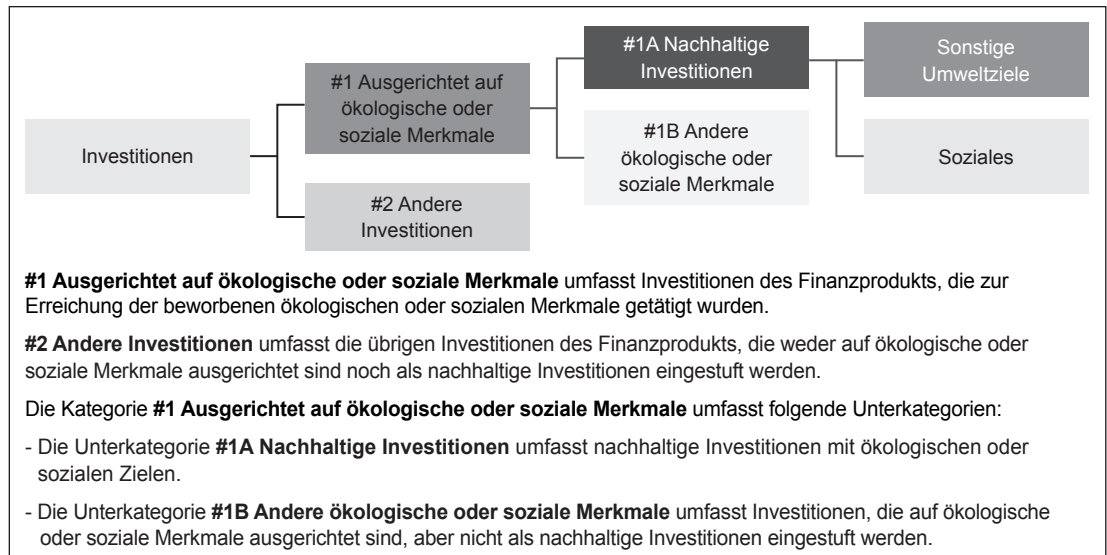 Investitionen
#1 Ausgerichtet auf
ökologische oder
soziale Merkmale
#2 Andere
Investitionen
#1A Nachhaltige
Investitionen
#1B Andere
ökologische oder
soziale Merkmale
Sonstige
Umweltziele
Soziales
#1 Ausgerichtet auf ökologische oder soziale Merkmale umfasst Investitionen des Finanzprodukts, die zur
Erreichung der beworbenen ökologischen oder sozialen Merkmale getätigt wurden.
#2 Andere Investitionen umfasst die übrigen Investitionen des Finanzprodukts, die weder auf ökologische oder
soziale Merkmale ausgerichtet sind noch als nachhaltige Investitionen eingestuft werden.
Die Kategorie #1 Ausgerichtet auf ökologische oder soziale Merkmale umfasst folgende Unterkategorien:
- Die Unterkategorie #1A Nachhaltige Investitionen umfasst nachhaltige Investitionen mit ökologischen oder
sozialen Zielen.
- Die Unterkategorie #1B Andere ökologische oder soziale Merkmale umfasst Investitionen, die auf ökologische
oder soziale Merkmale ausgerichtet sind, aber nicht als nachhaltige Investitionen eingestuft werden.